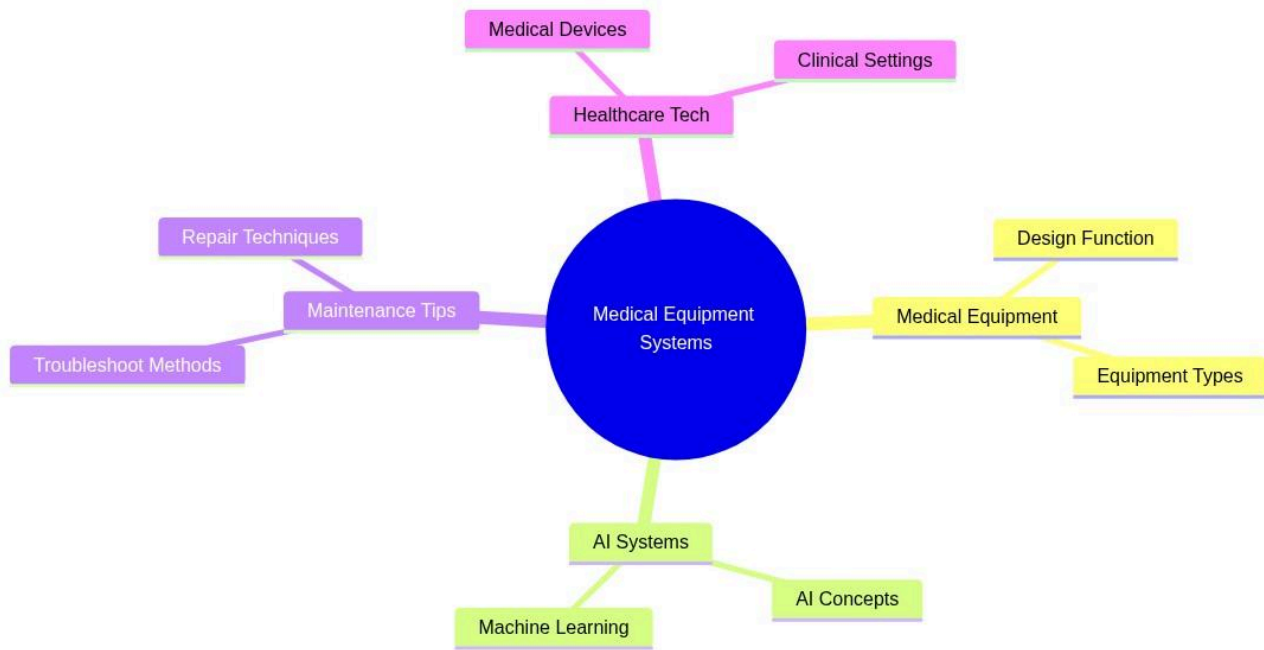 Medical Devices
Clinical Settings
Healthcare Tech
Repair Techniques
Design Function
Maintenance Tips
Medical Equipment
Systems
Medical Equipment
Troubleshoot Methods
Equipment Types
AI Systems
AI Concepts
Machine Learning